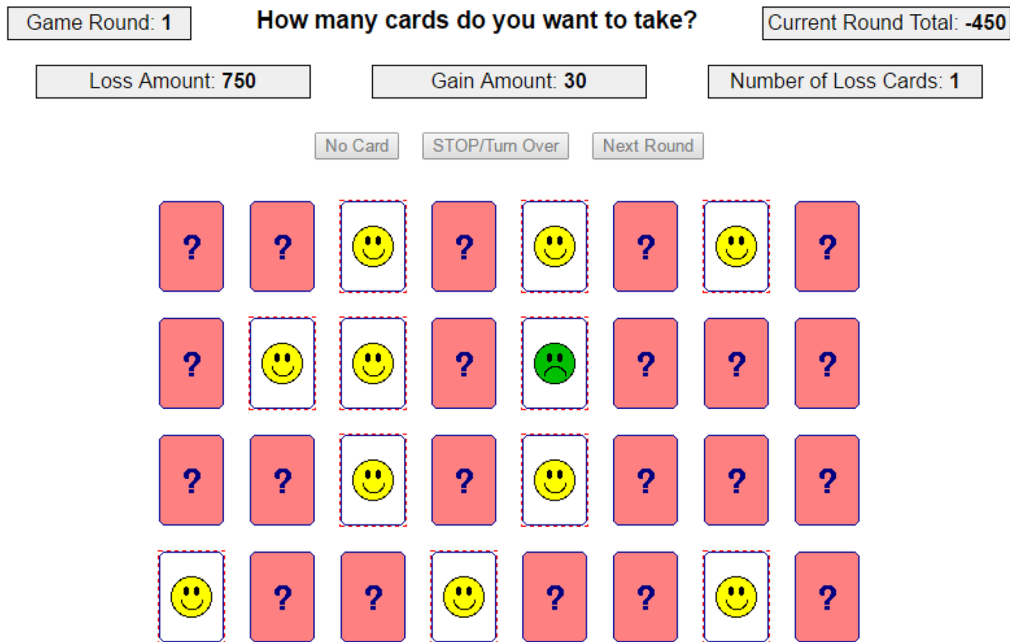 Game Round: 1
How many cards do you want to take?
Current Round Total: -450
Loss Amount: 750
Gain Amount: 30
Number of Loss Cards: 1
No Card
STOP/Turn Over
Next Round
? ? ? ? ?
? ? ? ? ?
? ? ? ? ? ?
? ? ? ? ?